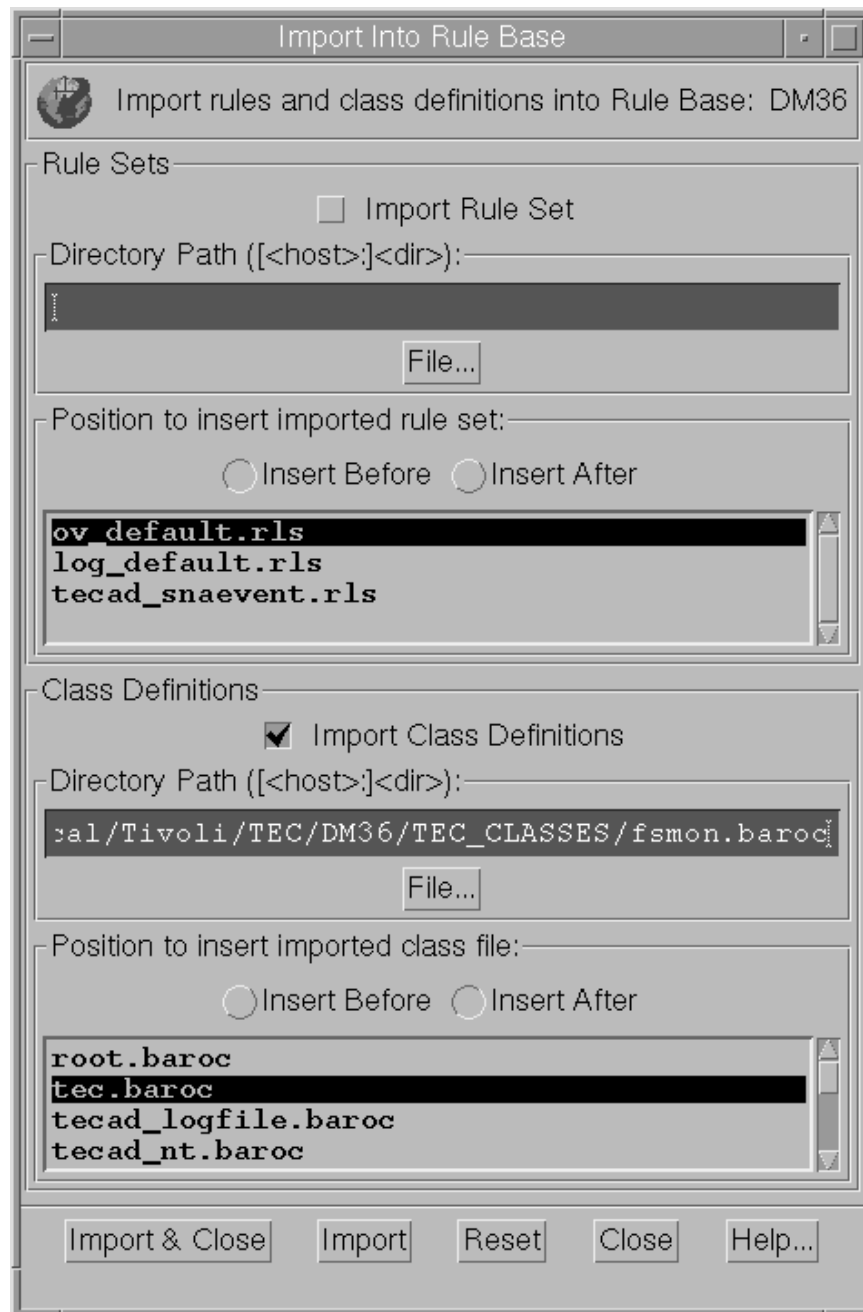 Import Into Rule Base
Import rules and class definitions into Rule Base: DM36
Rule Sets
Import Rule Set
Directory Path ([<host>:]<dir>):
File...
Position to insert imported rule set:
Insert Before Insert After
ov_default.rls
log_default.rls
tecad_snaevent.rls
Class Definitions
Import Class Definitions
Directory Path ([<host>:]<dir>):
cal/Tivoli/TEC/DM36/TEC_CLASSES/fsmon.baroc
File...
Position to insert imported class file:
Insert Before Insert After
root.baroc
tec.baroc
tecad_logfile.baroc
tecad_nt.baroc
Import & Close Import Reset Close Help...